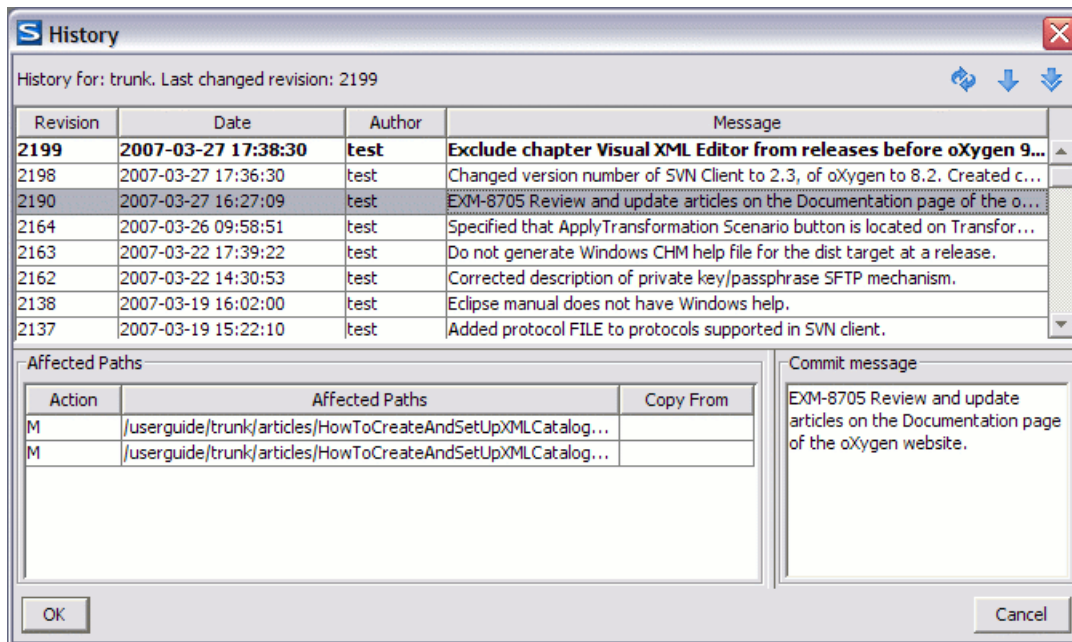 S History
History for: trunk. Last changed revision: 2199
Revision Date Author Message
2199 2007-03-27 17:38:30 test Exclude chapter Visual XML Editor from releases before oXygen 9...
2198 2007-03-27 17:36:30 test Changed version number of SVN Client to 2.3, of oXygen to 8.2. Created c...
2190 2007-03-27 16:27:09 test EXM-8705 Review and update articles on the Documentation page of the o...
2164 2007-03-26 09:58:51 test Specified that ApplyTransformation Scenario button is located on Transfor...
2163 2007-03-22 17:39:22 test Do not generate Windows CHM help file for the dist target at a release.
2162 2007-03-22 14:30:53 test Corrected description of private key/passphrase SFTP mechanism.
2138 2007-03-19 16:02:00 test Eclipse manual does not have Windows help.
2137 2007-03-19 15:22:10 test Added protocol FILE to protocols supported in SVN client.
Affected Paths
Action Affected Paths Copy From
M /userguide/trunk/articles/HowToCreateAndSetUpXMLCatalog...
M /userguide/trunk/articles/HowToCreateAndSetUpXMLCatalog...
Commit message
EXM-8705 Review and update
articles on the Documentation page
of the oXygen website.
OK Cancel